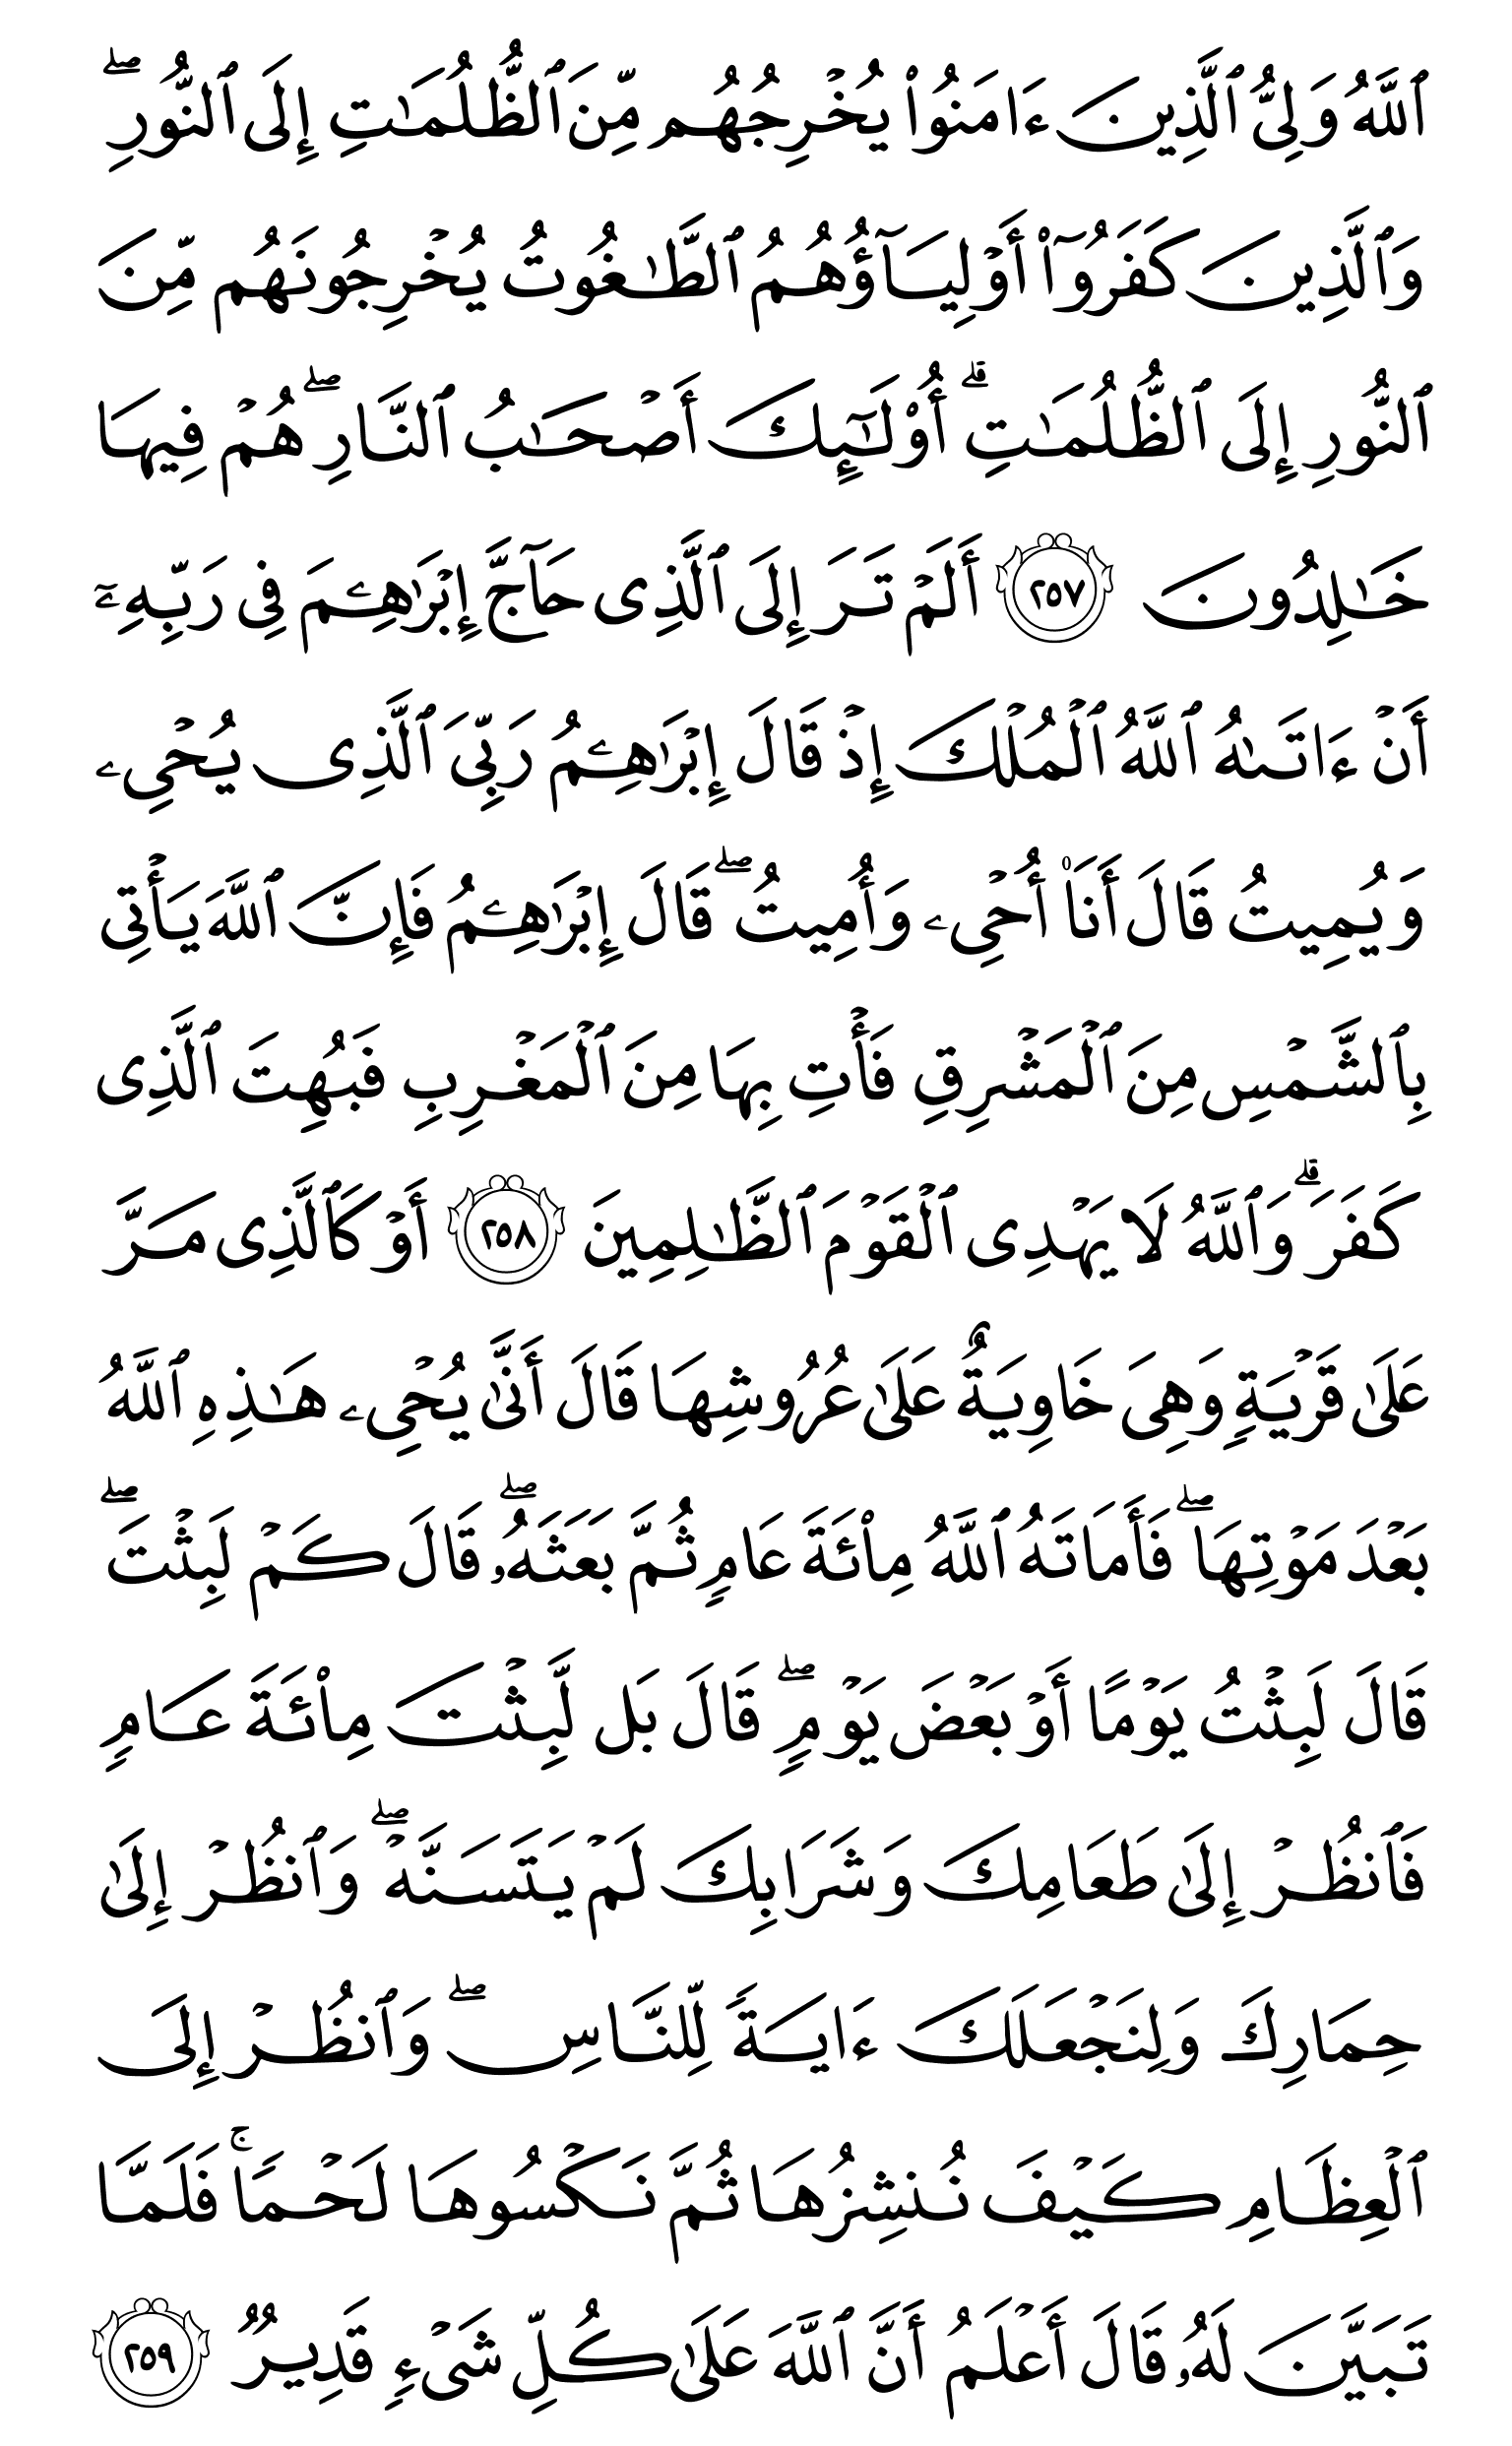 ٱللَّهُ وَلِىُّ ٱلَّذِينَ ءَامَنُوا۟ يُخْرِجُهُم مِّنَ ٱلظُّلُمَٰتِ إِلَى ٱلنُّورِ ۖ
وَٱلَّذِينَ كَفَرُوٓا۟ أَوْلِيَآؤُهُمُ ٱلطَّٰغُوتُ يُخْرِجُونَهُم مِّنَ
ٱلنُّورِ إِلَى ٱلظُّلُمَٰتِ ۗ أُو۟لَٰٓئِكَ أَصْحَٰبُ ٱلنَّارِ ۖ هُمْ فِيهَا
خَٰلِدُونَ ٢٥٧ أَلَمْ تَرَ إِلَى ٱلَّذِى حَآجَّ إِبْرَٰهِۦمَ فِى رَبِّهِۦٓ
أَنْ ءَاتَىٰهُ ٱللَّهُ ٱلْمُلْكَ إِذْ قَالَ إِبْرَٰهِۦمُ رَبِّىَ ٱلَّذِى يُحْىِۦ
وَيُمِيتُ قَالَ أَنَا۠ أُحْىِۦ وَأُمِيتُ ۖ قَالَ إِبْرَٰهِۦمُ فَإِنَّ ٱللَّهَ يَأْتِى
بِٱلشَّمْسِ مِنَ ٱلْمَشْرِقِ فَأْتِ بِهَا مِنَ ٱلْمَغْرِبِ فَبُهِتَ ٱلَّذِى
كَفَرَ ۗ وَٱللَّهُ لَا يَهْدِى ٱلْقَوْمَ ٱلظَّٰلِمِينَ ٢٥٨ أَوْ كَٱلَّذِى مَرَّ
عَلَىٰ قَرْيَةٍ وَهِىَ خَاوِيَةٌ عَلَىٰ عُرُوشِهَا قَالَ أَنَّىٰ يُحْىِۦ هَٰذِهِ ٱللَّهُ
بَعْدَ مَوْتِهَا ۖ فَأَمَاتَهُ ٱللَّهُ مِا۟ئَةَ عَامٍ ثُمَّ بَعَثَهُۥ ۖ قَالَ كَمْ لَبِثْتَ ۖ
قَالَ لَبِثْتُ يَوْمًا أَوْ بَعْضَ يَوْمٍ ۖ قَالَ بَل لَّبِثْتَ مِا۟ئَةَ عَامٍ
فَٱنظُرْ إِلَىٰ طَعَامِكَ وَشَرَابِكَ لَمْ يَتَسَنَّهْ ۖ وَٱنظُرْ إِلَىٰ
حِمَارِكَ وَلِنَجْعَلَكَ ءَايَةً لِّلنَّاسِ ۖ وَٱنظُرْ إِلَى
ٱلْعِظَامِ كَيْفَ نُنشِزُهَا ثُمَّ نَكْسُوهَا لَحْمًا ۚ فَلَمَّا
تَبَيَّنَ لَهُۥ قَالَ أَعْلَمُ أَنَّ ٱللَّهَ عَلَىٰ كُلِّ شَىْءٍ قَدِيرٌ ٢٥٩